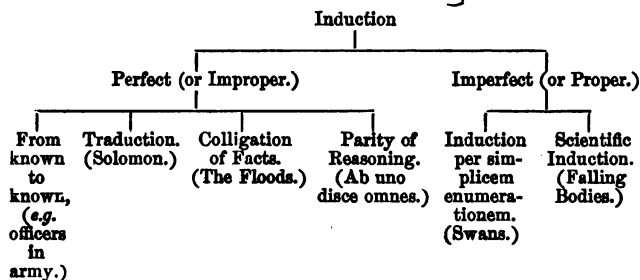 Induction
Perfect (or Improper.) Imperfect (or Proper.)
From known to known, (e.g. officers in army.)
Traduction. (Solomon.)
Colligation of Facts. (The Floods.)
Parity of Reasoning. (Ab uno disce omnes.)
Induction per sim- plicem enumera- tionem. (Swans.)
Scientific Induction. (Falling Bodies.)